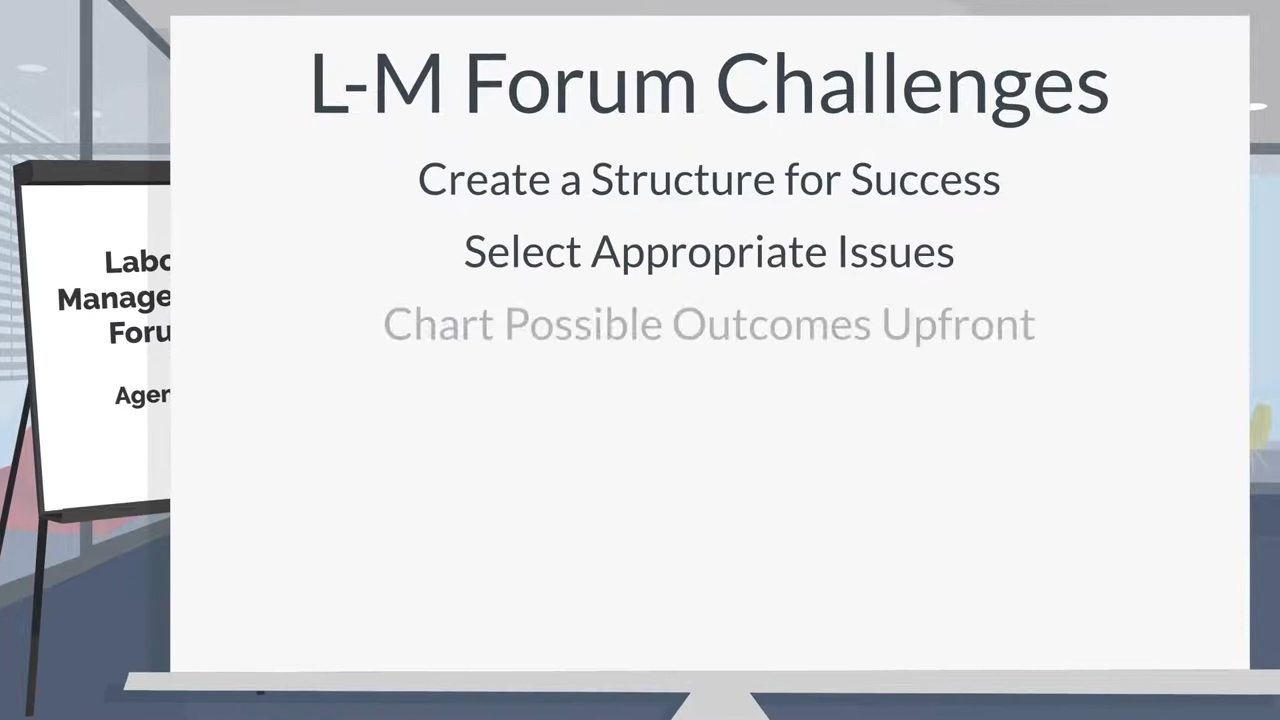 L-M Forum Challenges
Create a Structure for Success
Select Appropriate Issues
Chart Possible Outcomes Upfront
Labo
Manage
Foru
Agen